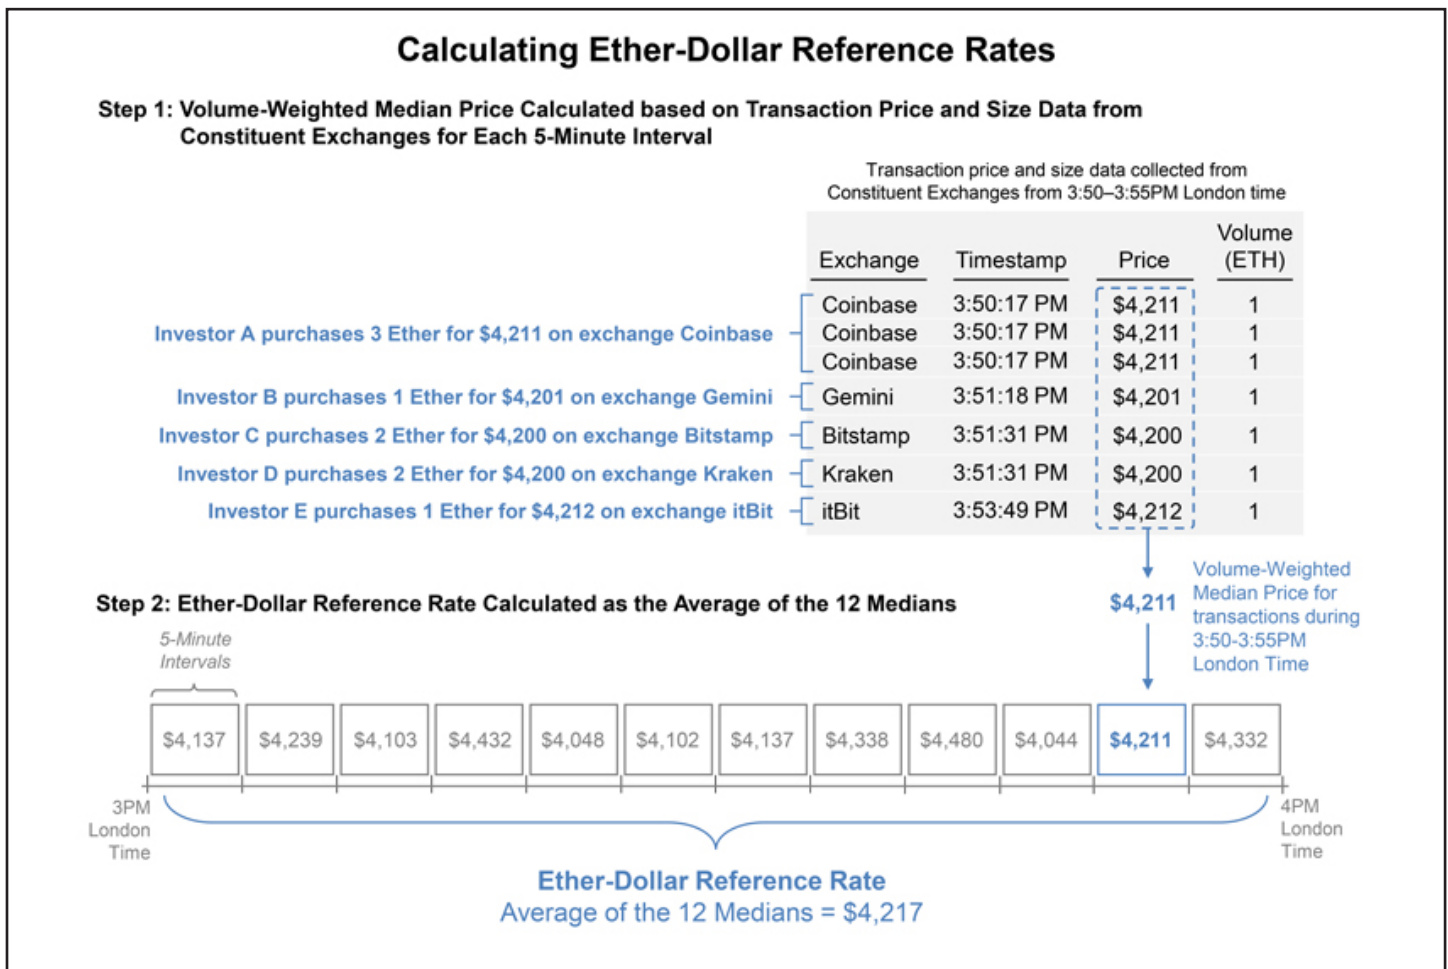 Calculating Ether-Dollar Reference Rates
Step 1: Volume-Weighted Median Price Calculated based on Transaction Price and Size Data from
Constituent Exchanges for Each 5-Minute Interval
Transaction price and size data collected from
Constituent Exchanges from 3:50–3:55PM London time
Volume
Exchange Timestamp Price (ETH)
Coinbase 3:50:17 PM $4,211 1
Investor A purchases 3 Ether for $4,211 on exchange Coinbase Coinbase 3:50:17 PM $4,211 1
Coinbase 3:50:17 PM $4,211 1
Investor B purchases 1 Ether for $4,201 on exchange Gemini Gemini 3:51:18 PM $4,201 1
Investor C purchases 2 Ether for $4,200 on exchange Bitstamp Bitstamp 3:51:31 PM $4,200 1
Investor D purchases 2 Ether for $4,200 on exchange Kraken Kraken 3:51:31 PM $4,200 1
Investor E purchases 1 Ether for $4,212 on exchange itBit itBit 3:53:49 PM $4,212 1
$4,211
Volume-Weighted
Median Price for
transactions during
3:50-3:55PM
London Time
Step 2: Ether-Dollar Reference Rate Calculated as the Average of the 12 Medians
5-Minute
Intervals
$4,137 $4,239 $4,103 $4,432 $4,048 $4,102 $4,137 $4,338 $4,480 $4,044 $4,211 $4,332
3PM
London
Time
4PM
London
Time
Ether-Dollar Reference Rate
Average of the 12 Medians = $4,217